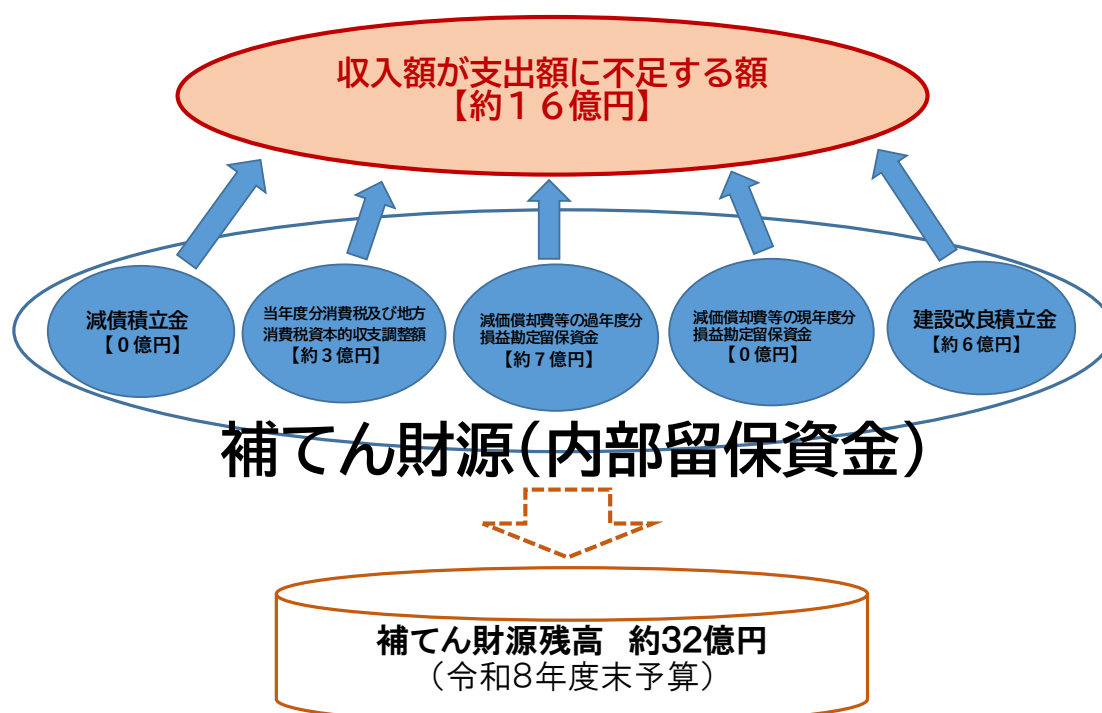 収入額が支出額に不足する額
【約１６億円】
減債積立金
【０億円】
当年度分消費税及び地方
消費税資本的収支調整額
【約３億円】
減価償却費等の過年度分
損益勘定留保資金
【約７億円】
減価償却費等の現年度分
損益勘定留保資金
【０億円】
建設改良積立金
【約６億円】
補てん財源（内部留保資金）
補てん財源残高　約32億円
（令和8年度末予算）